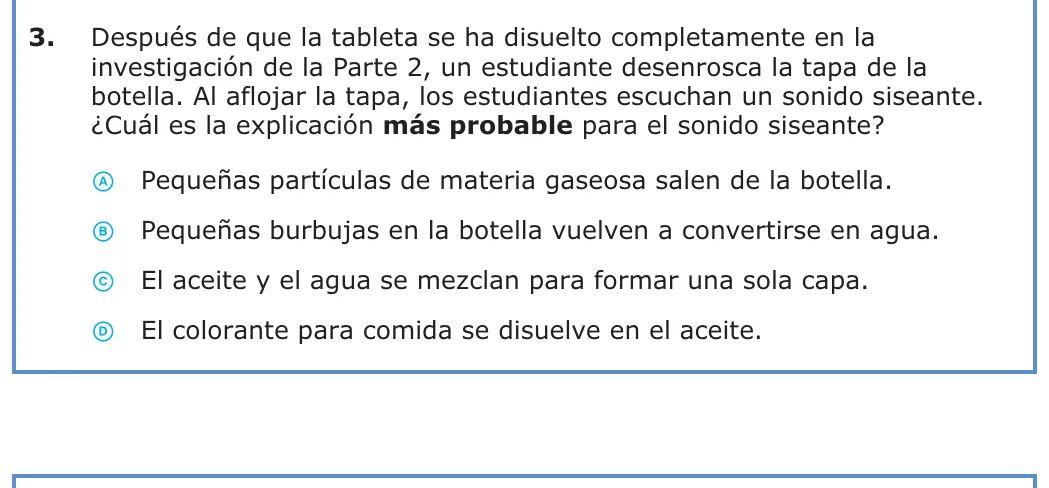 3. Después de que la tableta se ha disuelto completamente en la
investigación de la Parte 2, un estudiante desenrosca la tapa de la
botella. Al aflojar la tapa, los estudiantes escuchan un sonido siseante.
¿Cuál es la explicación más probable para el sonido siseante?
A Pequeñas partículas de materia gaseosa salen de la botella.
B Pequeñas burbujas en la botella vuelven a convertirse en agua.
C El aceite y el agua se mezclan para formar una sola capa.
D El colorante para comida se disuelve en el aceite.